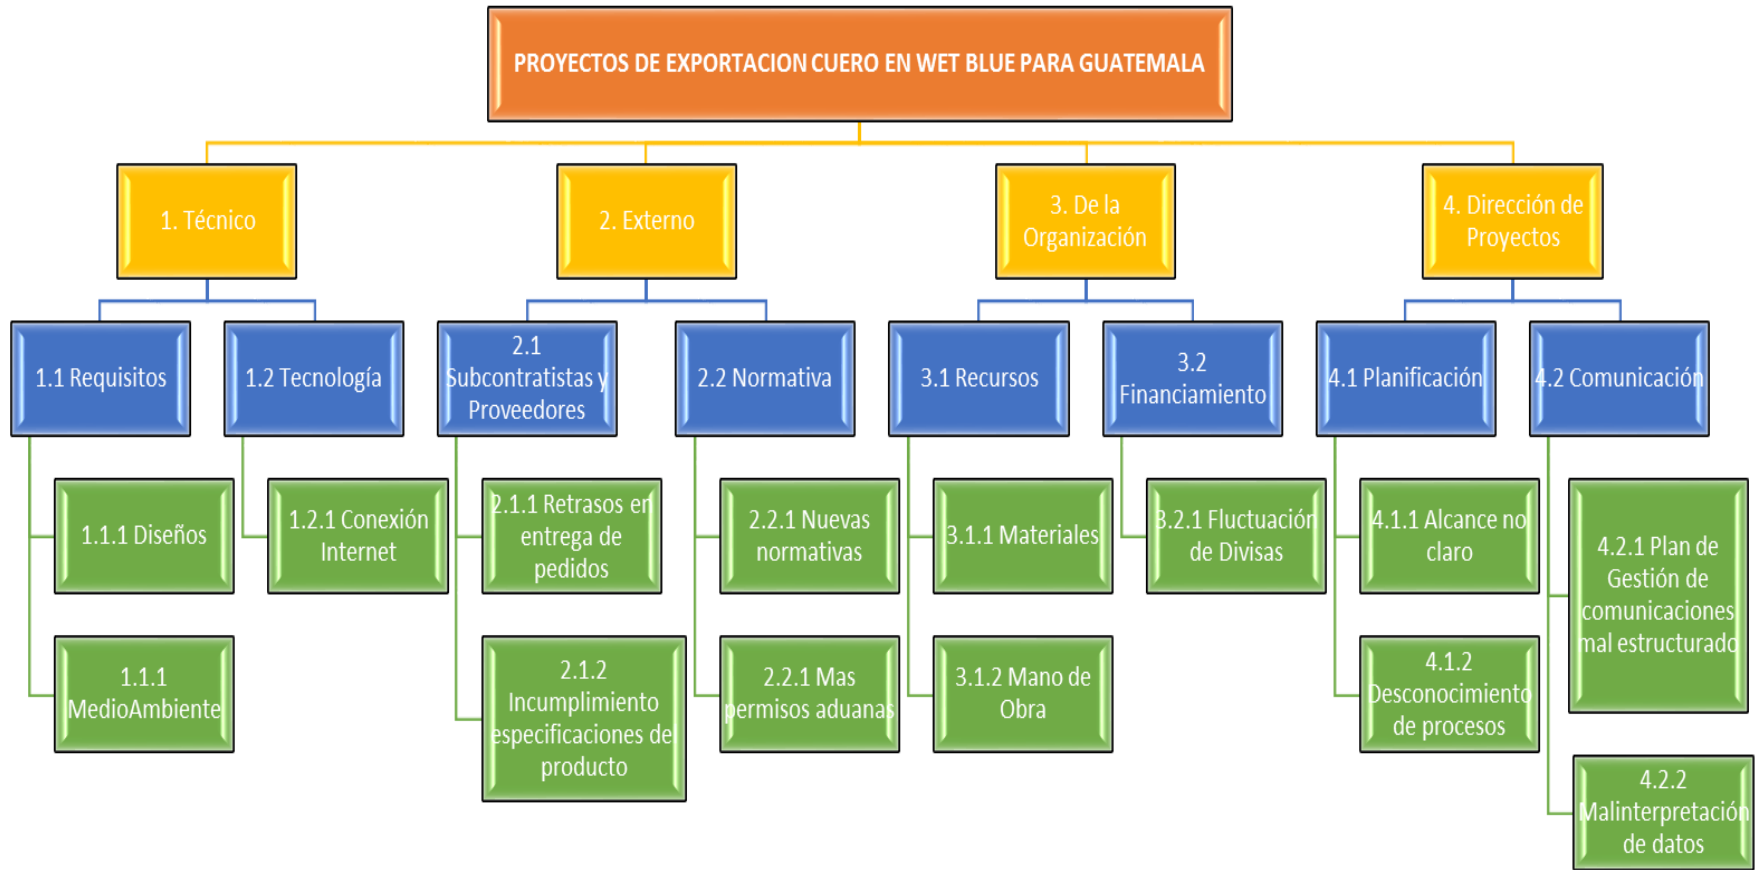 PROYECTOS DE EXPORTACION CUERO EN WET BLUE PARA GUATEMALA
1. Técnico
2. Externo
3. De la
Organización
4. Dirección de
Proyectos
1.1 Requisitos
1.2 Tecnología
2.1
Subcontratistas y
Proveedores
2.2 Normativa
3.1 Recursos
3.2
Financiamiento
4.1 Planificación
4.2 Comunicación
1.1.1 Diseños
1.2.1 Conexión
Internet
2.1.1 Retrasos en
entrega de
pedidos
2.2.1 Nuevas
normativas
3.1.1 Materiales
3.2.1 Fluctuación
de Divisas
4.1.1 Alcance no
claro
4.2.1 Plan de
Gestión de
comunicaciones
mal estructurado
1.1.1
MedioAmbiente
2.1.2
Incumplimiento
especificaciones de
producto
2.2.1 Mas
permisos aduanas
3.1.2 Mano de
Obra
4.1.2
Desconocimiento
de procesos
4.2.2
Malinterpretación
de datos